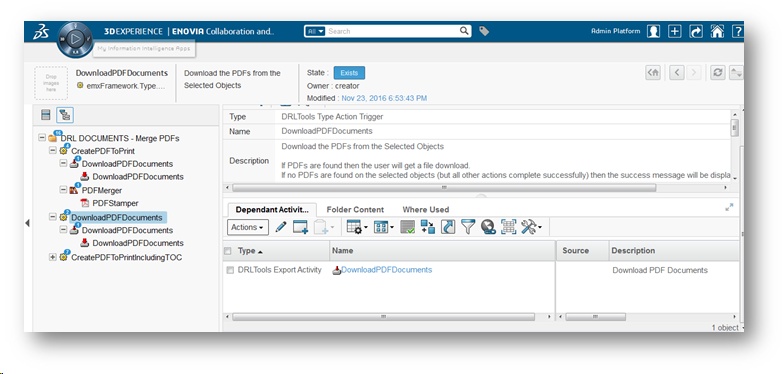 3DEXPERIENCE | ENOVIA Collaboration and..
All
Search
Admin Platform
My Information Intelligence Apps
Drop images here
DownloadPDFDocuments
emxFramework Type....
Download the PDFs from the
Selected Objects
State : Exists
Owner : creator
Modified : Nov 23, 2016 6:53:43 PM
DRL DOCUMENTS - Merge PDFs
CreatePDFToPrint
DownloadPDFDocuments
DownloadPDFDocuments
PDFMerger
PDFStamper
DownloadPDFDocuments
DownloadPDFDocuments
DownloadPDFDocuments
CreatePDFToPrintIncludingTOC
Type DRLTools Type Action Trigger
Name DownloadPDFDocuments
Description Download the PDFs from the Selected Objects
If PDFs are found then the user will get a file download.
If no PDFs are found on the selected objects (but all other actions complete successfully) then the success message will be displa
Dependant Activit... Folder Content Where Used
Actions
Type Name Source Description
DRLTools Export Activity DownloadPDFDocuments Download PDF Documents
1 object